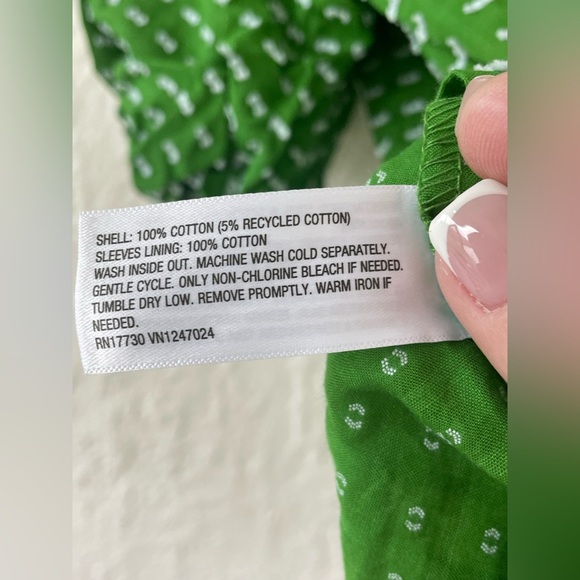 SHELL: 100% COTTON (5% RECYCLED COTTON)
SLEEVES LINING: 100% COTTON
WASH INSIDE OUT. MACHINE WASH COLD SEPARATELY.
GENTLE CYCLE. ONLY NON-CHLORINE BLEACH IF NEEDED.
TUMBLE DRY LOW. REMOVE PROMPTLY. WARM IRON IF
NEEDED.
RN17730 VN1247024